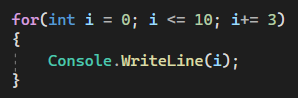 for(int i = 0; i <= 10; i+= 3)
{
    Console.WriteLine(i);
}